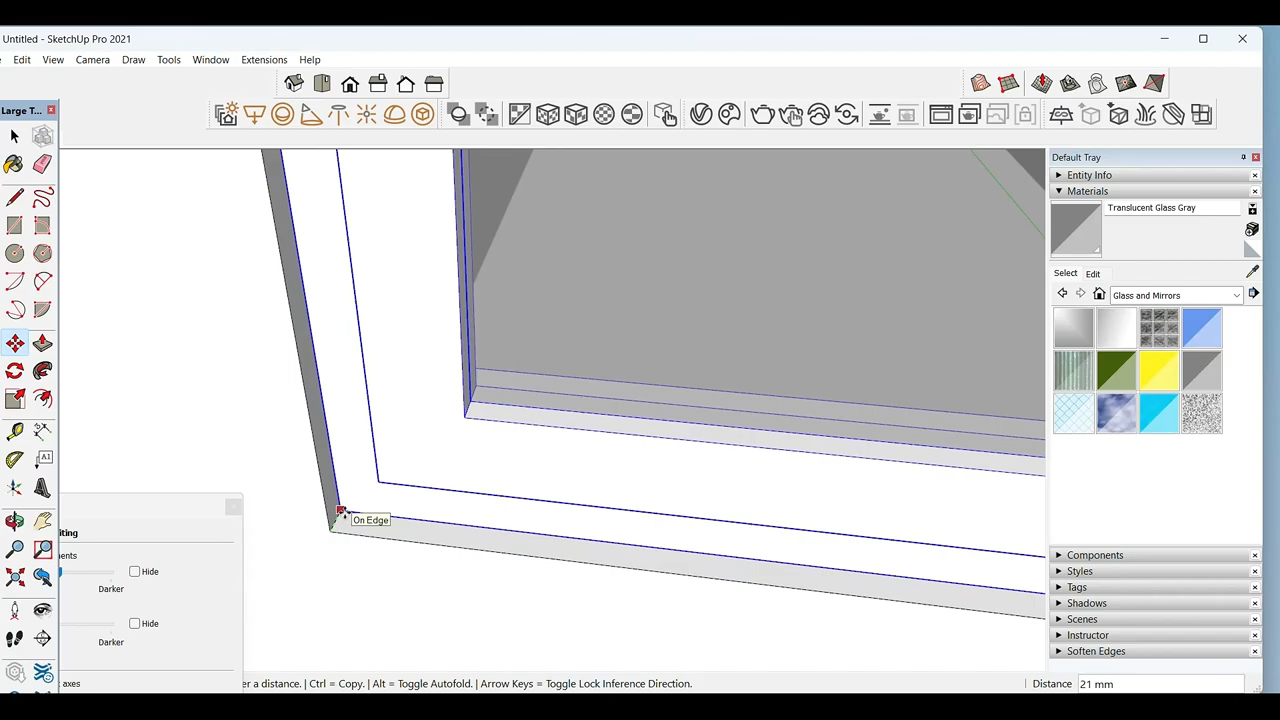 Untitled - SketchUp Pro 2021
Edit View Camera Draw Tools Window Extensions Help
Large T...
Default Tray
Entity Info
Materials
Translucent Glass Gray
Select Edit
Glass and Mirrors
A1
On Edge
iting
ents
Hide
Darker
Hide
Darker
axes
Components
Styles
Tags
Shadows
Scenes
Instructor
Soften Edges
er a distance. | Ctrl = Copy. | Alt = Toggle Autofold. | Arrow Keys = Toggle Lock Inference Direction.
Distance 21 mm